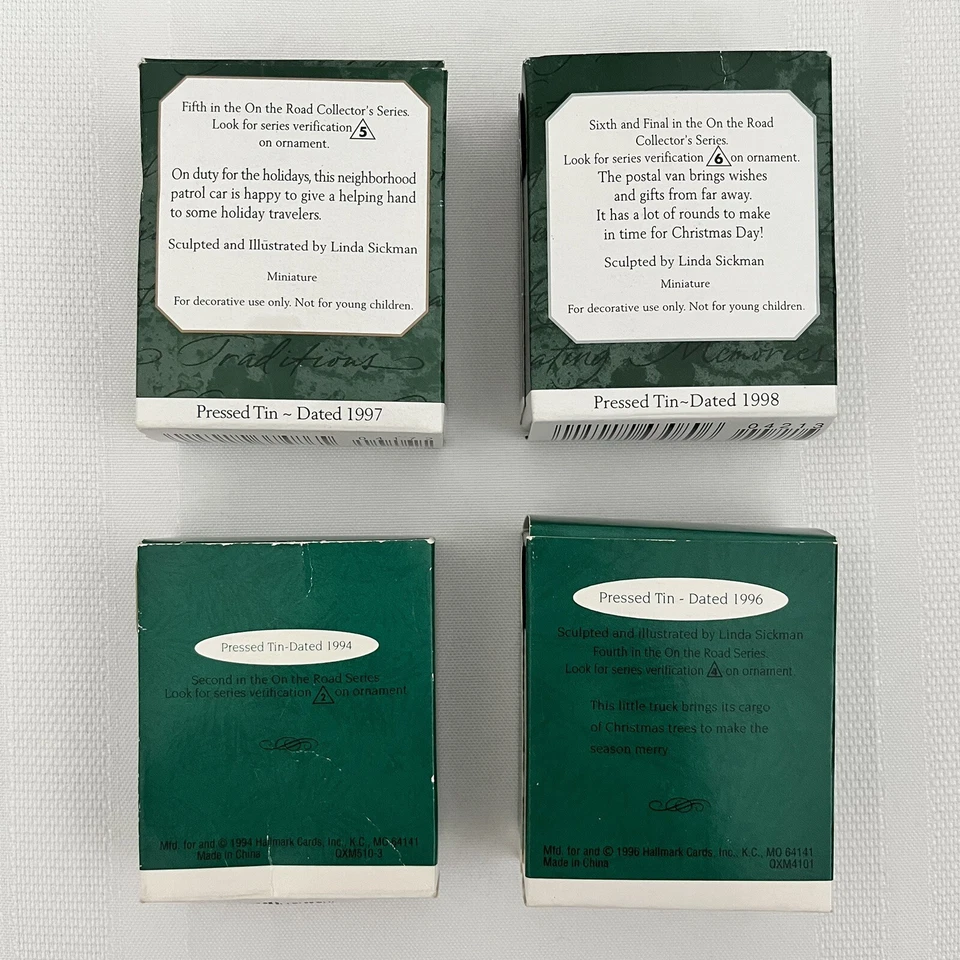 Fifth in the On the Road Collector's Series.
Look for series verification 5
on ornament.
On duty for the holidays, this neighborhood
patrol car is happy to give a helping hand
to some holiday travelers.
Sculpted and Illustrated by Linda Sickman
Miniature
For decorative use only. Not for young children.
Traditions
Pressed Tin ~ Dated 1997
Sixth and Final in the On the Road
Collector's Series.
Look for series verification 6 on ornament.
The postal van brings wishes
and gifts from far away.
It has a lot of rounds to make
in time for Christmas Day!
Sculpted by Linda Sickman
Miniature
For decorative use only. Not for young children.
Memories
Pressed Tin~Dated 1998
04213
Pressed Tin-Dated 1994
Second in the On the Road Series
Look for series verification 2 on ornament
Mfd. for and © 1994 Hallmark Cards, Inc., K.C., MO 64141
Made in China QXM510-3
Pressed Tin - Dated 1996
Sculpted and illustrated by Linda Sickman
Fourth in the On the Road Series.
Look for series verification 4 on ornament
This little truck brings its cargo
of Christmas trees to make the
season merry
Mfd. for and © 1996 Hallmark Cards, Inc., K.C., MO 64141
Made in China QXM4101